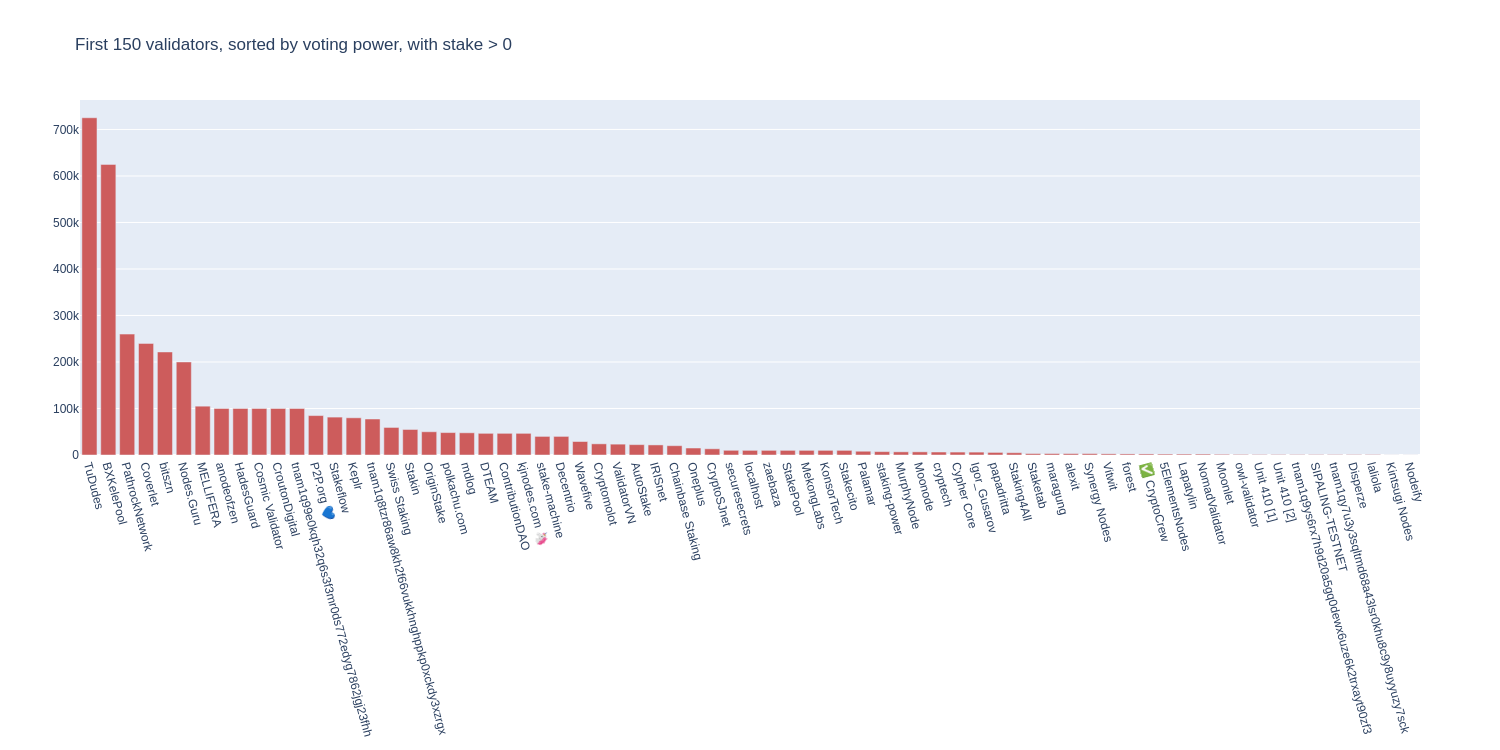 First 150 validators, sorted by voting power, with stake > 0
700k
600k
500k
400k
300k
200k
100k
0
TuDudes
BXKelePool
PathrockNetwork
Coverlet
bitszn
Nodes.Guru
MELLIFERA
anodeofzen
HadesGuard
Cosmic Validator
CroutonDigital
tnam1g99e0kqh32q6s3f3mr0ds772edyg7862jgj23fhh
P2P.org 💙
Stakeflow
Keplr
tnam1q8tzr86aw8kh2f66vukkhnghppkp0xckdy3xzrgx
Swiss Staking
Stakin
OriginStake
polkachu.com
mdlog
DTEAM
ContributionDAO
kjnodes.com
stake-machine
Decentrio
Wavefive
Cryptomolot
ValidatorVN
AutoStake
IRISnet
Chainbase Staking
Oneplus
CryptoSJnet
securesecrets
localhost
zaebaza
StakePool
MekongLabs
KonsorTech
Stakecito
Palamar
staking-power
MurphyNode
Moonode
cryptech
Cypher Core
Igor_Gusarov
papadritta
Staking4All
Staketab
maragung
alexit
Synergy Nodes
Vitwit
forest
CryptoCrew
5ElementsNodes
Lapatylin
NomadValidator
Moonlet
owl-validator
Unit 410 [1]
Unit 410 [2]
tnam1q9ys6rx7h9d20a5gq0dewx6uze6k2trxayt90zf3
SIPALING-TESTNET
Disperze
laliola
Kintsugi Nodes
Nodeify